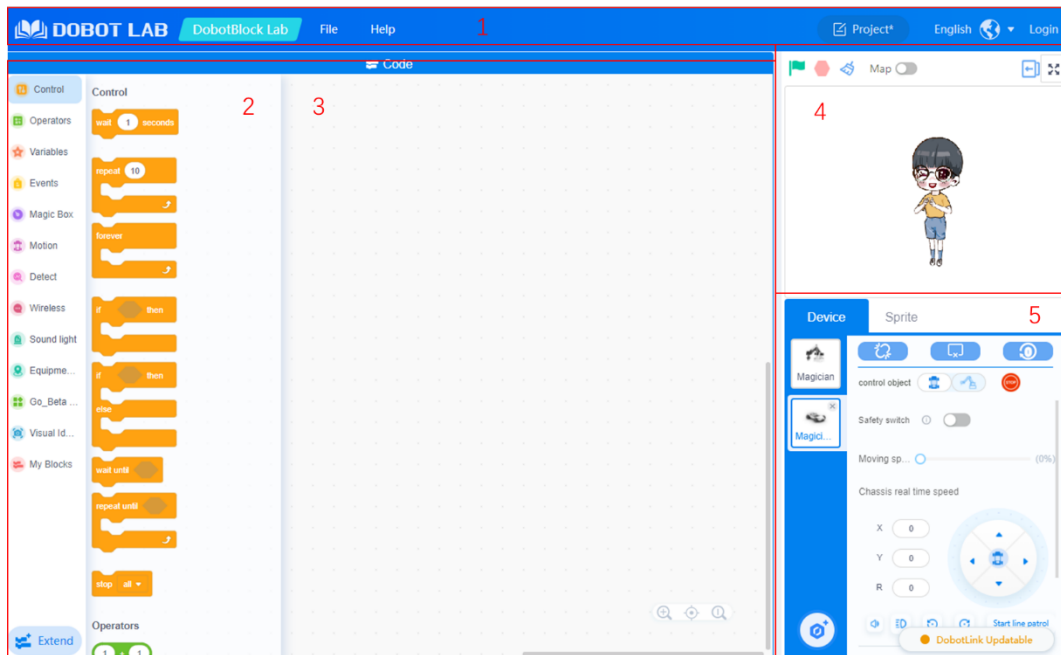 DOBOT LAB DobotBlock Lab File Help 1 Project* English Login
Code
Control
Operators
Variables
Events
Magic Box
Motion
Detect
Wireless
Sound light
Equipme...
Go_Beta ...
Visual Id...
My Blocks
Extend
Control 2
wait 1 seconds
repeat 10
forever
if then
if then
else
wait until
repeat until
stop all
Operators
1 1
3
Map
4
Device Sprite 5
Magician
Magici...
control object STOP
Safety switch
Moving sp... (0%)
Chassis real time speed
X 0
Y 0
R 0
Start line patrol
DobotLink Updatable